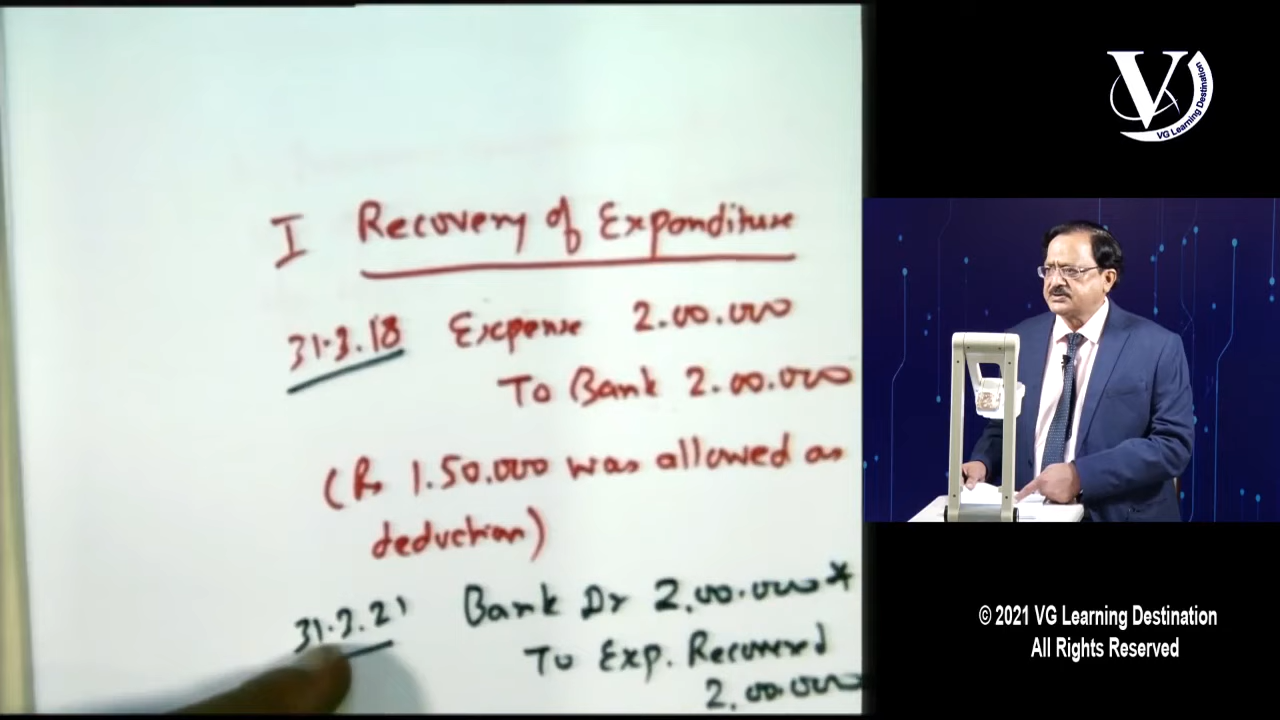 I Recovery of Expenditure
31.3.18 Expense 2.00.000
To Bank 2.00.000
(Rs 1.50.000 was allowed as
deduction)
31.3.21 Bank Dr 2.00.000*
To Exp. Recovered
2.00.000
V
VG Learning Destination
© 2021 VG Learning Destination
All Rights Reserved